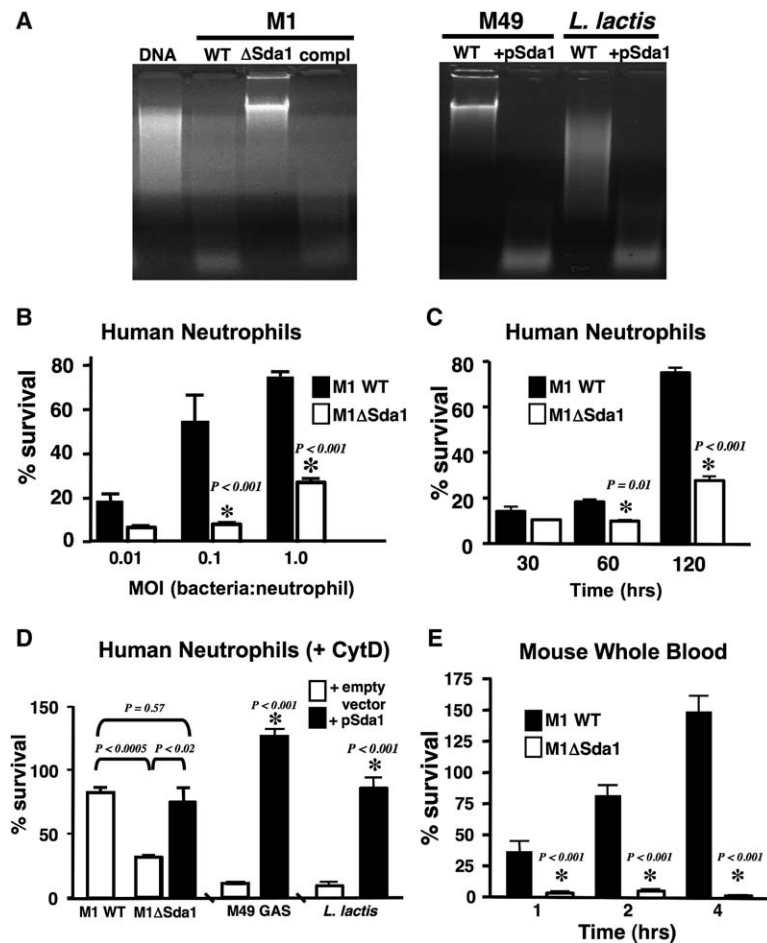 A
M1
M49
L. lactis
DNA WT ΔSda1 compl
WT +pSda1 WT +pSda1
B
Human Neutrophils
% survival
80
60
40
20
0
M1 WT
M1ΔSda1
P < 0.001
*
P < 0.001
*
0.01 0.1 1.0
MOI (bacteria:neutrophil)
C
Human Neutrophils
% survival
80
60
40
20
0
M1 WT
M1ΔSda1
P = 0.01
*
P < 0.001
*
30 60 120
Time (hrs)
D
Human Neutrophils (+ CytD)
% survival
150
100
50
0
+ empty
vector
+ pSda1
P = 0.57
P < 0.0005
P < 0.02
P < 0.001
*
P < 0.001
*
M1 WT M1ΔSda1 M49 GAS L. lactis
E
Mouse Whole Blood
% survival
175
150
125
100
75
50
25
0
M1 WT
M1ΔSda1
P < 0.001
*
P < 0.001
*
P < 0.001
*
1 2 4
Time (hrs)